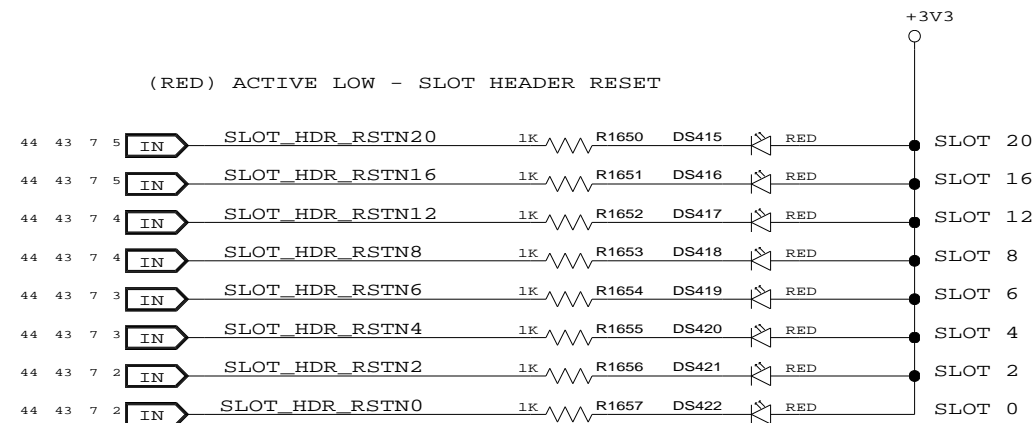 +3V3
(RED) ACTIVE LOW - SLOT HEADER RESET
44 43 7 5 IN SLOT_HDR_RSTN20 1K R1650 DS415 RED SLOT 20
44 43 7 5 IN SLOT_HDR_RSTN16 1K R1651 DS416 RED SLOT 16
44 43 7 4 IN SLOT_HDR_RSTN12 1K R1652 DS417 RED SLOT 12
44 43 7 4 IN SLOT_HDR_RSTN8 1K R1653 DS418 RED SLOT 8
44 43 7 3 IN SLOT_HDR_RSTN6 1K R1654 DS419 RED SLOT 6
44 43 7 3 IN SLOT_HDR_RSTN4 1K R1655 DS420 RED SLOT 4
44 43 7 2 IN SLOT_HDR_RSTN2 1K R1656 DS421 RED SLOT 2
44 43 7 2 IN SLOT_HDR_RSTN0 1K R1657 DS422 RED SLOT 0